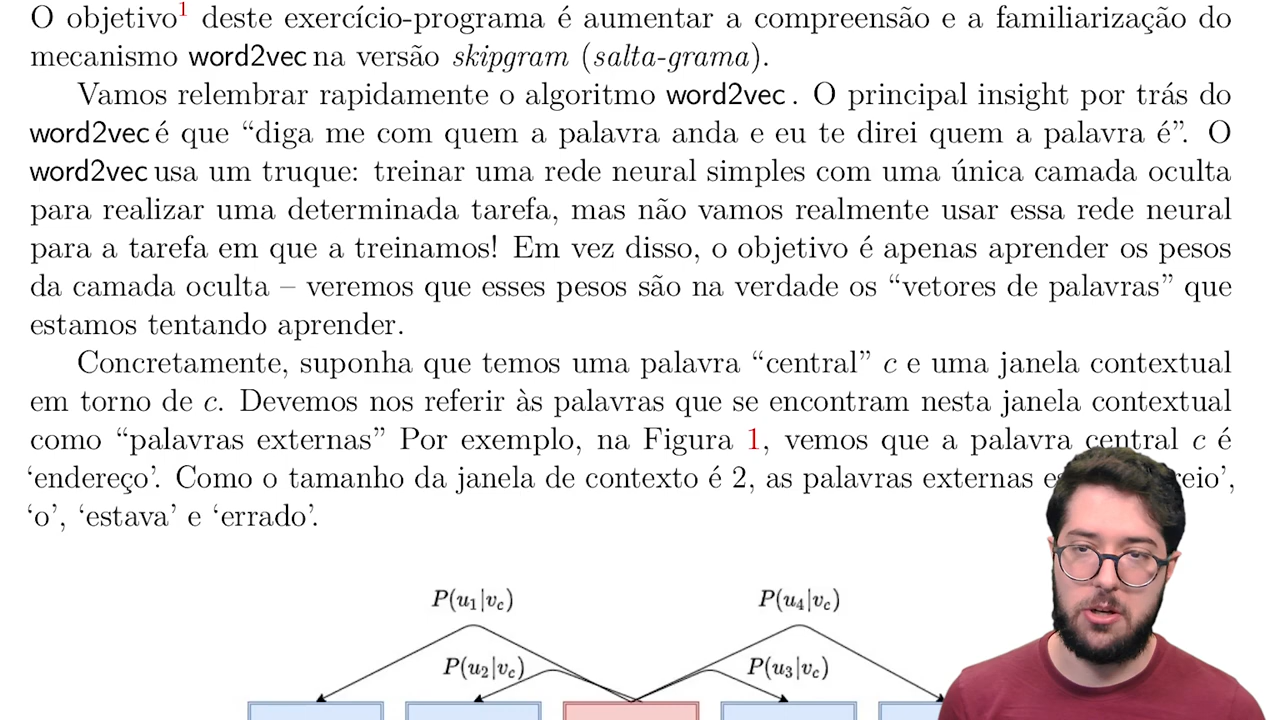 O objetivo1 deste exercício-programa é aumentar a compreensão e a familiarização do
mecanismo word2vec na versão skipgram (salta-grama).
Vamos relembrar rapidamente o algoritmo word2vec . O principal insight por trás do
word2vec é que “diga me com quem a palavra anda e eu te direi quem a palavra é”. O
word2vec usa um truque: treinar uma rede neural simples com uma única camada oculta
para realizar uma determinada tarefa, mas não vamos realmente usar essa rede neural
para a tarefa em que a treinamos! Em vez disso, o objetivo é apenas aprender os pesos
da camada oculta – veremos que esses pesos são na verdade os “vetores de palavras” que
estamos tentando aprender.
Concretamente, suponha que temos uma palavra “central” c e uma janela contextual
em torno de c. Devemos nos referir às palavras que se encontram nesta janela contextual
como “palavras externas” Por exemplo, na Figura 1, vemos que a palavra central c é
‘endereço’. Como o tamanho da janela de contexto é 2, as palavras externas
‘o’, ‘estava’ e ‘errado’.
P(u1|vc) P(u4|vc)
P(u2|vc) P(u3|vc)